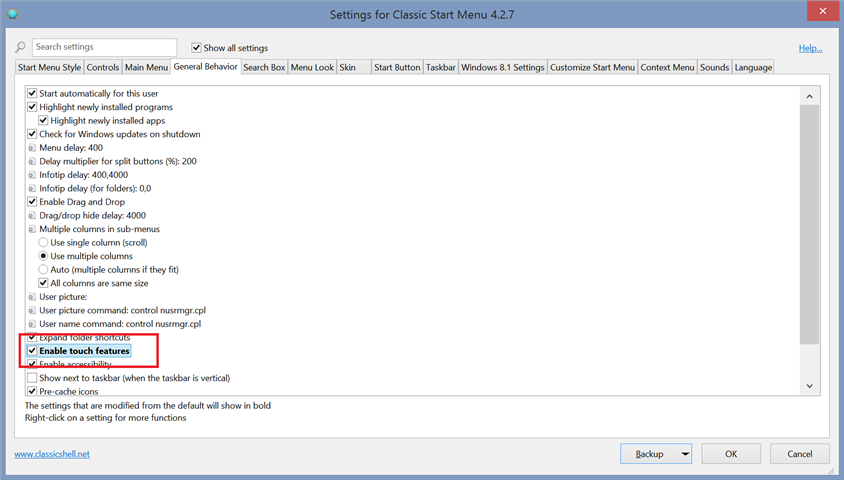 Settings for Classic Start Menu 4.2.7
Search settings
Show all settings
Help...
Start Menu Style Controls Main Menu General Behavior Search Box Menu Look Skin Start Button Taskbar Windows 8.1 Settings Customize Start Menu Context Menu Sounds Language
Start automatically for this user
Highlight newly installed programs
Highlight newly installed apps
Check for Windows updates on shutdown
Menu delay: 400
Delay multiplier for split buttons (%): 200
Infotip delay: 400,4000
Infotip delay (for folders): 0,0
Enable Drag and Drop
Drag/drop hide delay: 4000
Multiple columns in sub-menus
Use single column (scroll)
Use multiple columns
Auto (multiple columns if they fit)
All columns are same size
User picture:
User picture command: control nusrmgr.cpl
User name command: control nusrmgr.cpl
Expand folder shortcuts
Enable touch features
Enable accessibility
Show next to taskbar (when the taskbar is vertical)
Pre-cache icons
The settings that are modified from the default will show in bold
Right-click on a setting for more functions
www.classicshell.net
Backup
OK
Cancel